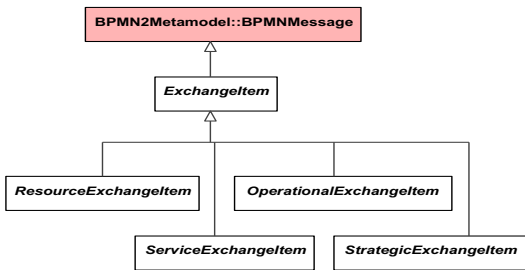 BPMN2Metamodel::BPMNMessage
ExchangeItem
ResourceExchangeItem
OperationalExchangeItem
ServiceExchangeItem
StrategicExchangeItem